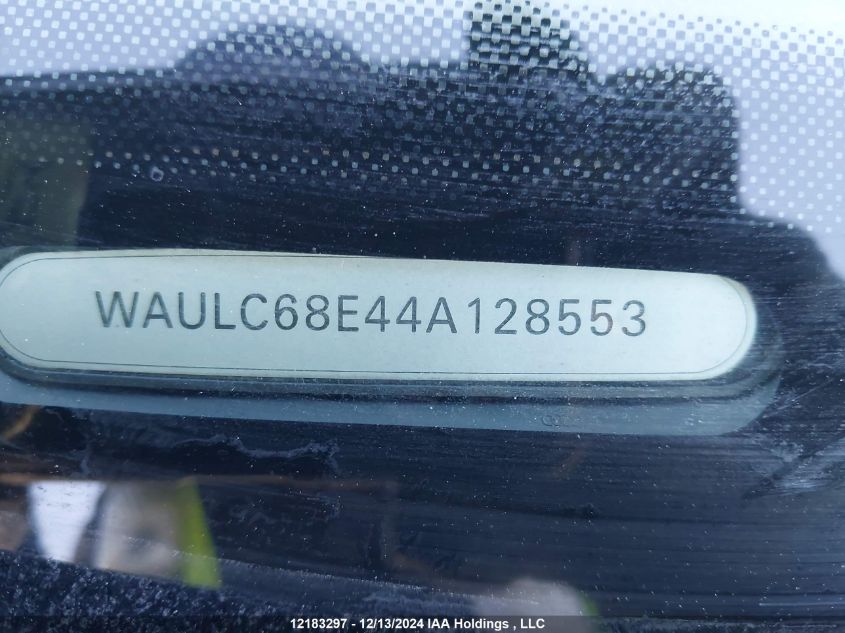 WAULC68E44A128553
12183297 - 12/13/2024 IAA Holdings , LLC